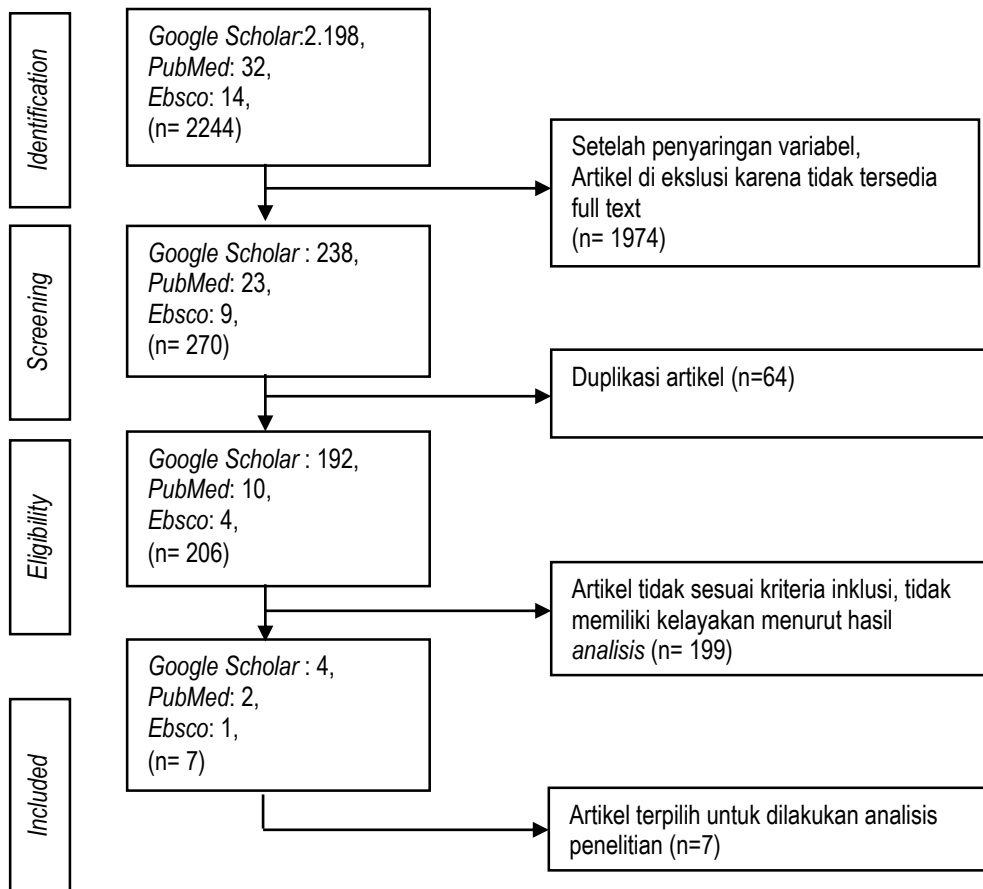 Identification
Google Scholar:2.198,
PubMed: 32,
Ebsco: 14,
(n= 2244)
Setelah penyaringan variabel,
Artikel di ekslusi karena tidak tersedia
full text
(n= 1974)
Screening
Google Scholar : 238,
PubMed: 23,
Ebsco: 9,
(n= 270)
Duplikasi artikel (n=64)
Eligibility
Google Scholar : 192,
PubMed: 10,
Ebsco: 4,
(n= 206)
Artikel tidak sesuai kriteria inklusi, tidak
memiliki kelayakan menurut hasil
analisis (n= 199)
Included
Google Scholar : 4,
PubMed: 2,
Ebsco: 1,
(n= 7)
Artikel terpilih untuk dilakukan analisis
penelitian (n=7)